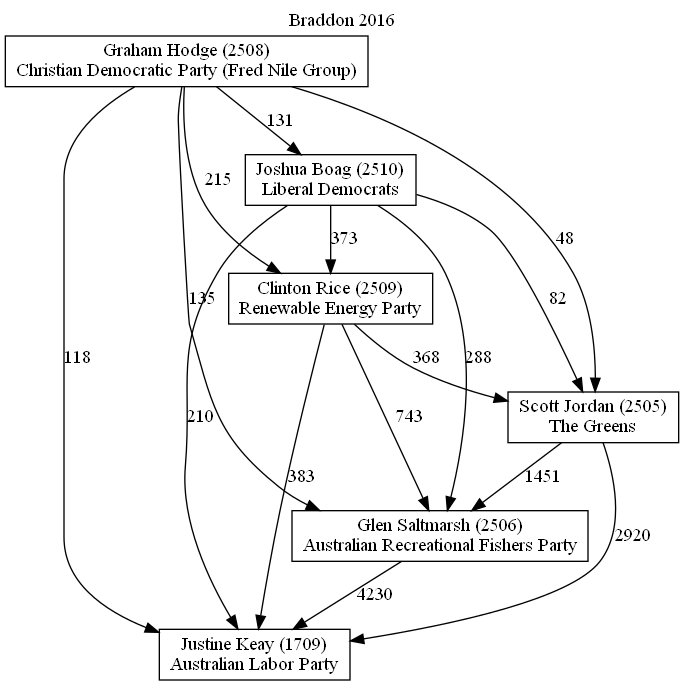 Braddon 2016
Graham Hodge (2508)
Christian Democratic Party (Fred Nile Group)
131
Joshua Boag (2510)
Liberal Democrats
215
48
373
Clinton Rice (2509)
Renewable Energy Party
135
82
118
368
288
Scott Jordan (2505)
The Greens
210
743
383
1451
Glen Saltmarsh (2506)
Australian Recreational Fishers Party
2920
4230
Justine Keay (1709)
Australian Labor Party